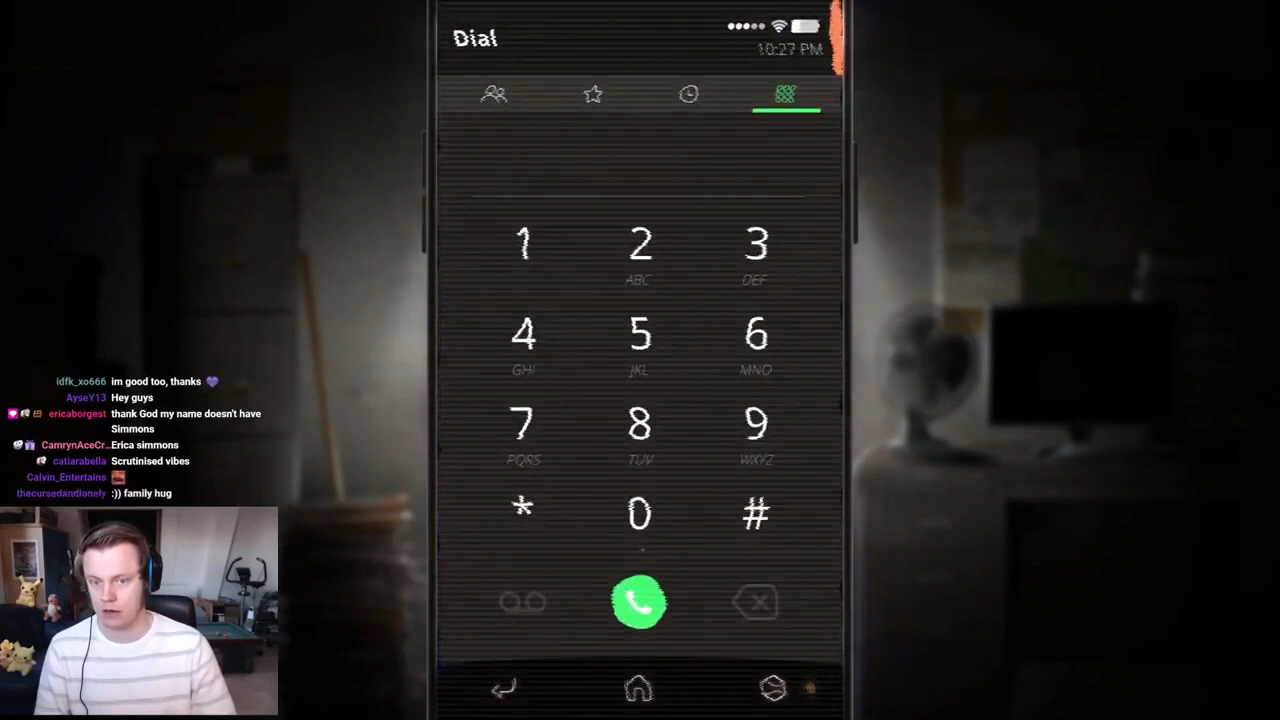 Dial
10:27 PM
1 2 3
ABC DEF
4 5 6
GHI JKL MNO
7 8 9
PQRS TUV WXYZ
* 0 #
idfk_xo666 im good too, thanks 💜
AyseY13 Hey guys
ericaborgest thank God my name doesn't have
Simmons
CamrynAceCr... Erica simmons
catiarabella Scrutinised vibes
Calvin_Entertains
thecursedandlonely :)) family hug